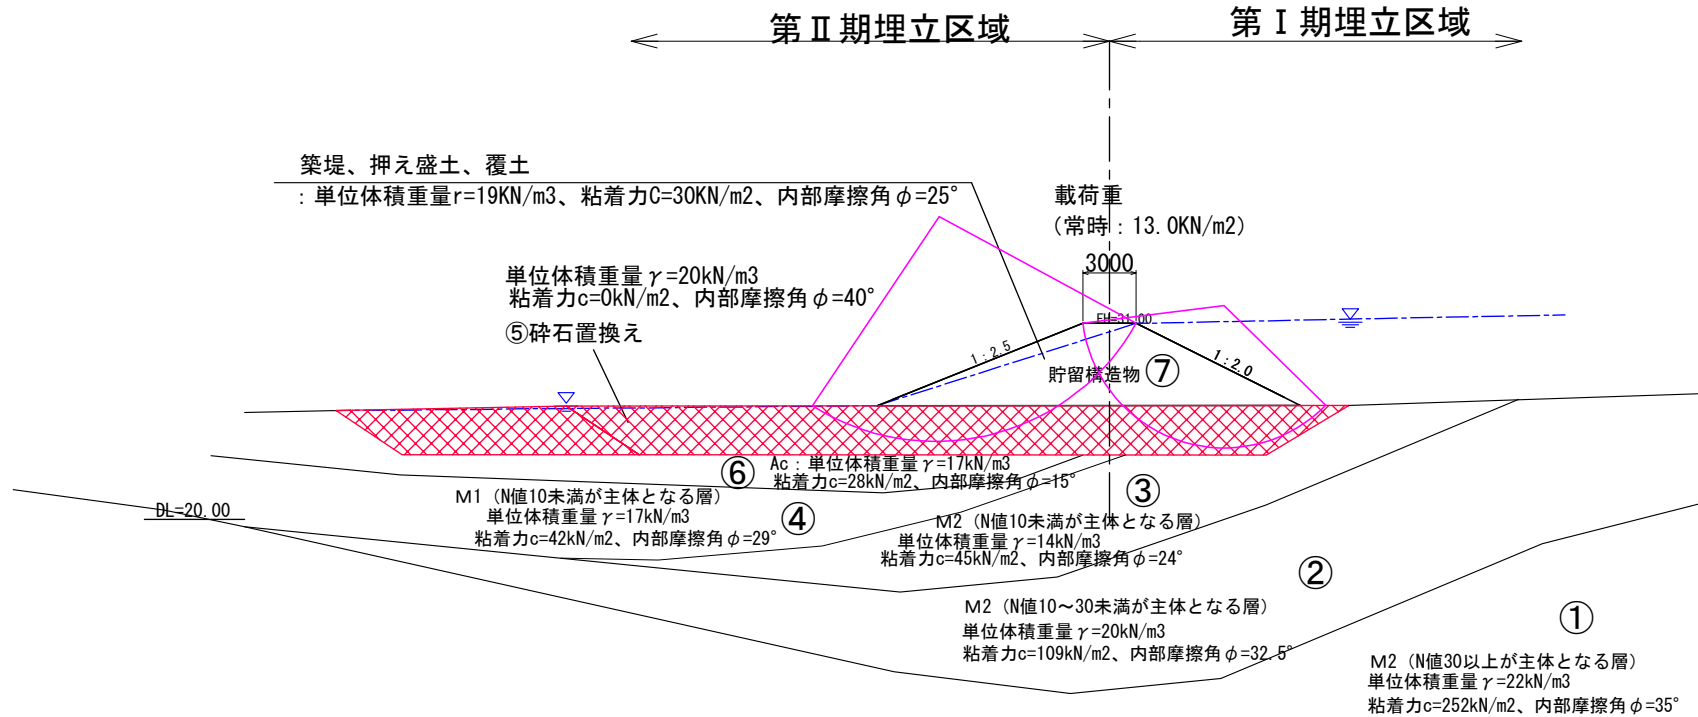 第Ⅱ期埋立区域
第Ⅰ期埋立区域
築堤、押え盛土、覆土
：単位体積重量r=19KN/m3、粘着力C=30KN/m2、内部摩擦角φ=25°
載荷重
(常時：13.0KN/m2)
3000
単位体積重量γ=20kN/m3
粘着力c=0kN/m2、内部摩擦角φ=40°
⑤砕石置換え
FH=31.00
1:2.5
1:2.0
貯留構造物 ⑦
⑥
Ac：単位体積重量γ=17kN/m3
粘着力c=28kN/m2、内部摩擦角φ=15°
③
M1（N値10未満が主体となる層）
単位体積重量γ=17kN/m3
粘着力c=42kN/m2、内部摩擦角φ=29°
④
DL=20.00
M2（N値10未満が主体となる層）
単位体積重量γ=14kN/m3
粘着力c=45kN/m2、内部摩擦角φ=24°
②
M2（N値10～30未満が主体となる層）
単位体積重量γ=20kN/m3
粘着力c=109kN/m2、内部摩擦角φ=32.5°
①
M2（N値30以上が主体となる層）
単位体積重量γ=22kN/m3
粘着力c=252kN/m2、内部摩擦角φ=35°